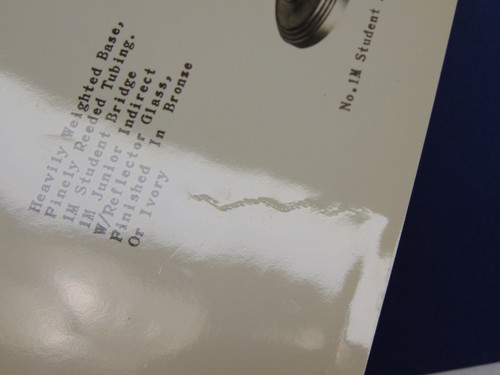 Heavily Weighted Base,
Finely Reeded Tubing.
1M Student Bridge
1M Junior Indirect
W/Reflector Glass,
Finished In Bronze
Or Ivory
No.1M Student